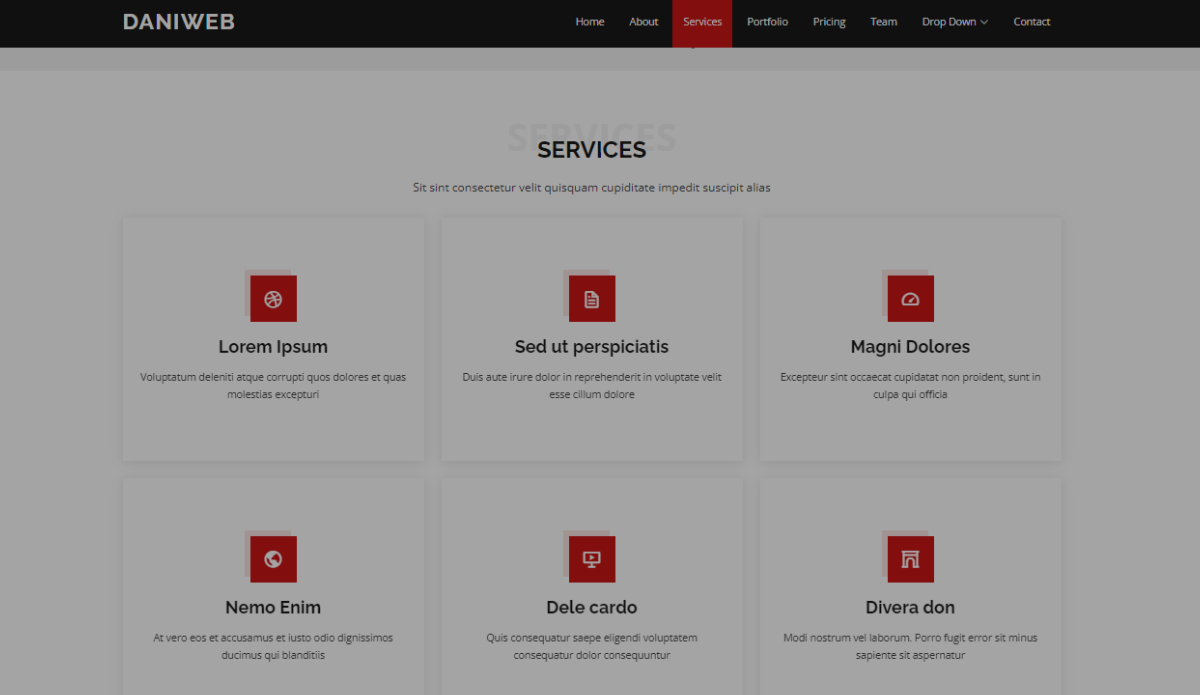 DANIWEB
Home About Services Portfolio Pricing Team Drop Down Contact
SERVICES
SERVICES
Sit sint consectetur velit quisquam cupiditate impedit suscipit alias
Lorem Ipsum
Voluptatum deleniti atque corrupti quos dolores et quas
molestias excepturi
Sed ut perspiciatis
Duis aute irure dolor in reprehenderit in voluptate velit
esse cillum dolore
Magni Dolores
Excepteur sint occaecat cupidatat non proident, sunt in
culpa qui officia
Nemo Enim
At vero eos et accusamus et iusto odio dignissimos
ducimus qui blanditiis
Dele cardo
Quis consequatur saepe eligendi voluptatem
consequatur dolor consequuntur
Divera don
Modi nostrum vel laborum. Porro fugit error sit minus
sapiente sit aspernatur